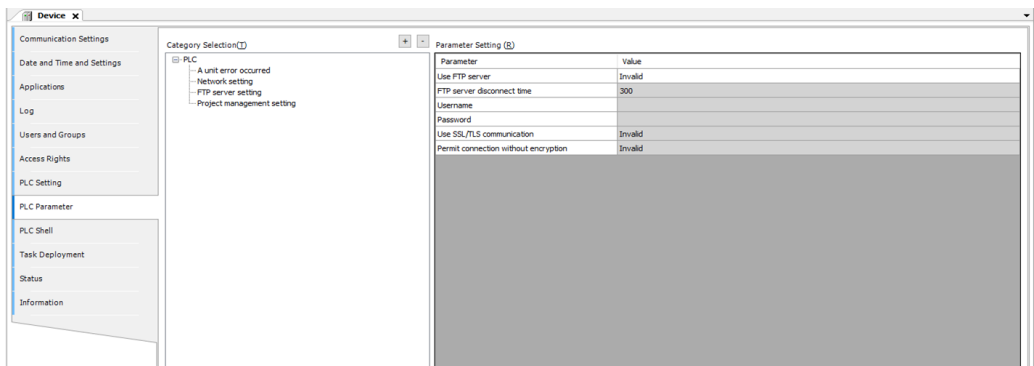 Device X
Communication Settings
Date and Time and Settings
Applications
Log
Users and Groups
Access Rights
PLC Setting
PLC Parameter
PLC Shell
Task Deployment
Status
Information
Category Selection(T)
+ -
PLC
A unit error occurred
Network setting
FTP server setting
Project management setting
Parameter Setting (R)
Parameter Value
Use FTP server Invalid
FTP server disconnect time 300
Username
Password
Use SSL/TLS communication Invalid
Permit connection without encryption Invalid